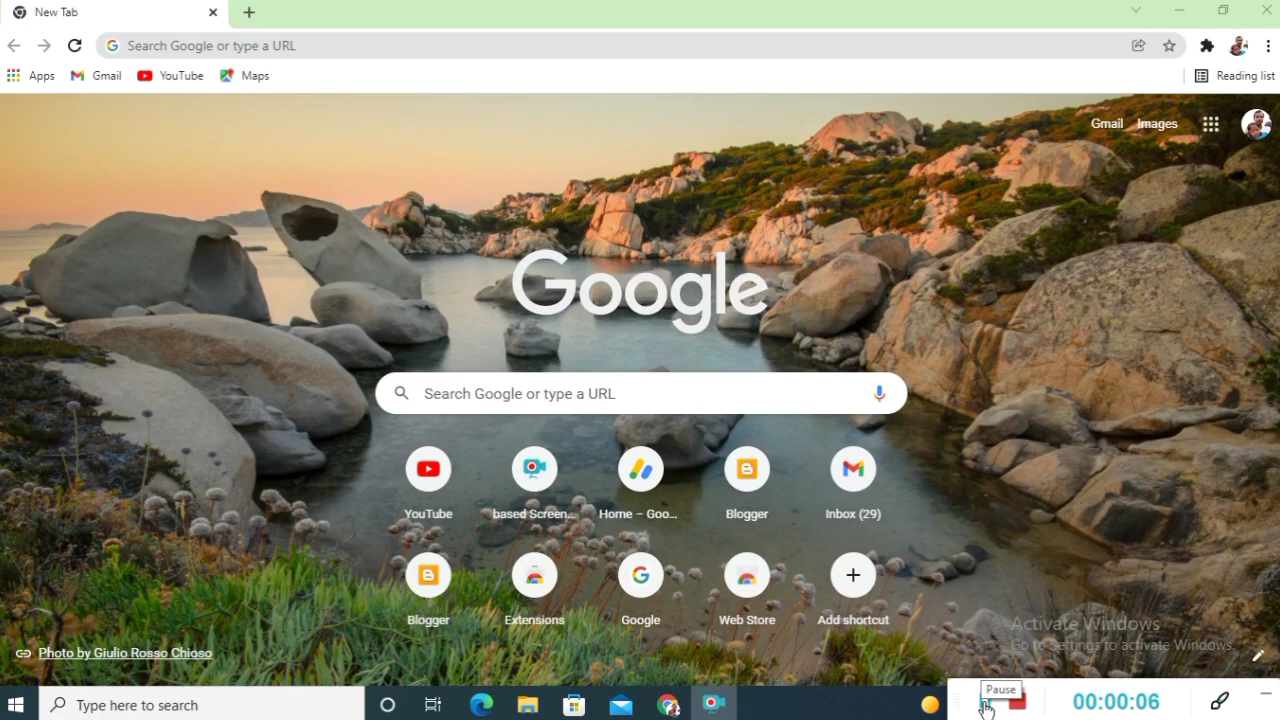 New Tab
Search Google or type a URL
Apps Gmail YouTube Maps Reading list
Gmail Images
Google
Search Google or type a URL
YouTube based Screen... Home – Goo... Blogger Inbox (29)
Blogger Extensions Google Web Store Add shortcut
Activate Windows
Go to Settings to activate Windows.
Photo by Giulio Rosso Chioso
Pause
Type here to search
00:00:06